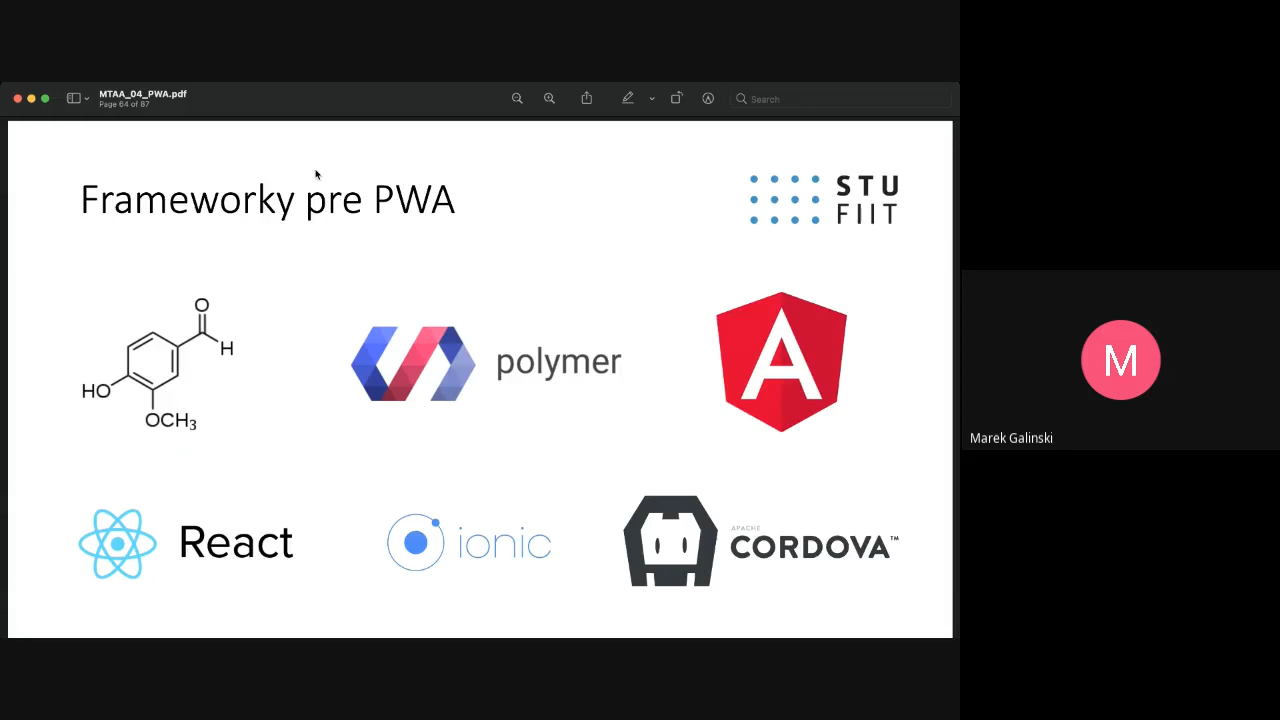 MTAA_04_PWA.pdf
Page 64 of 87
Search
Frameworky pre PWA
STU
FIIT
O
H
HO
OCH3
polymer
A
React
ionic
APACHE
CORDOVA™
M
Marek Galinski